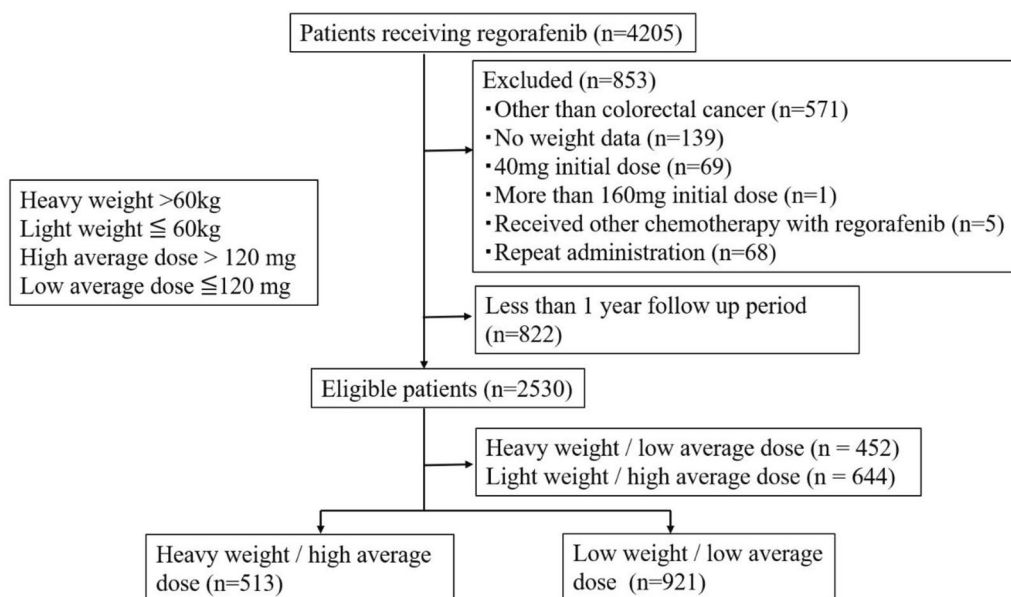 Patients receiving regorafenib (n=4205)
Excluded (n=853)
・Other than colorectal cancer (n=571)
・No weight data (n=139)
・40mg initial dose (n=69)
・More than 160mg initial dose (n=1)
・Received other chemotherapy with regorafenib (n=5)
・Repeat administration (n=68)
Heavy weight >60kg
Light weight ≦ 60kg
High average dose > 120 mg
Low average dose ≦120 mg
Less than 1 year follow up period
(n=822)
Eligible patients (n=2530)
Heavy weight / low average dose (n = 452)
Light weight / high average dose (n = 644)
Heavy weight / high average
dose (n=513)
Low weight / low average
dose (n=921)